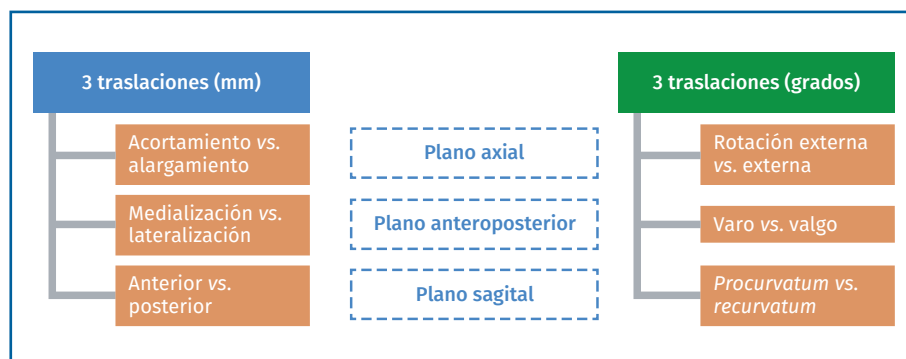 3 traslaciones (mm)
3 traslaciones (grados)
Acortamiento vs.
alargamiento
Plano axial
Rotación externa
vs. externa
Medialización vs.
lateralización
Plano anteroposterior
Varo vs. valgo
Anterior vs.
posterior
Plano sagital
Procurvatum vs.
recurvatum